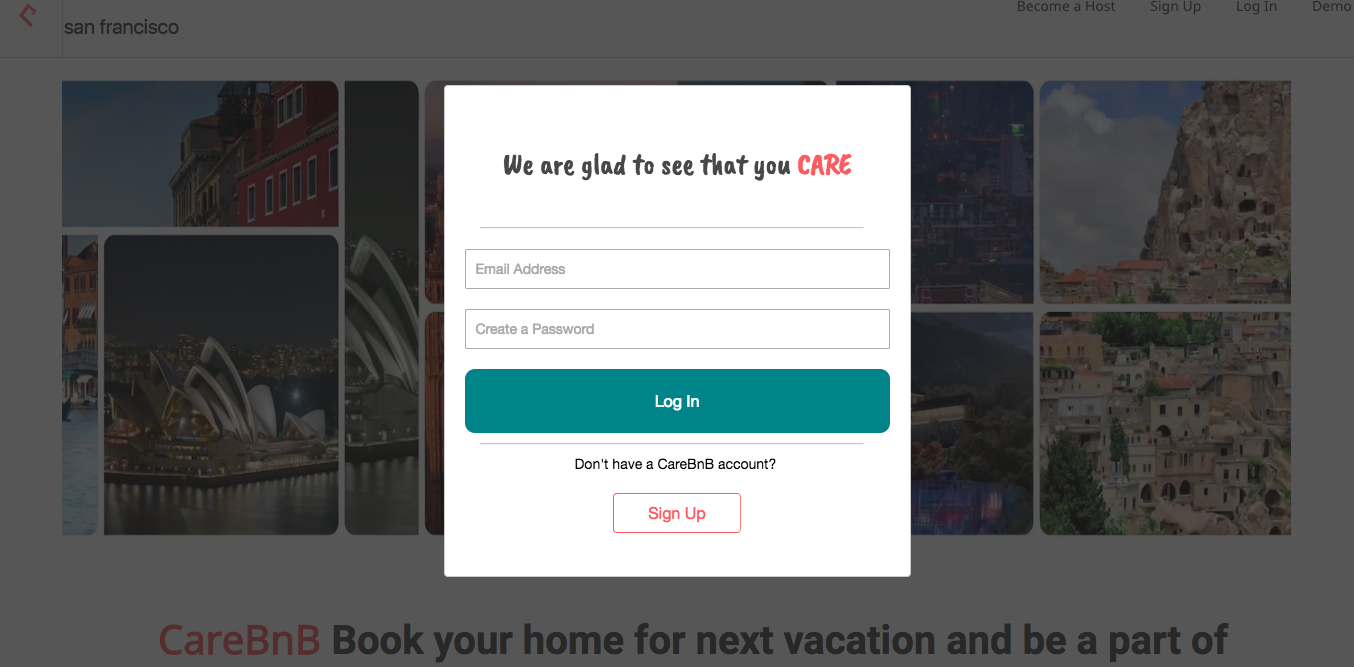 san francisco
Become a Host
Sign Up
Log In
Demo
We are glad to see that you CARE
Email Address
Create a Password
Log In
Don't have a CareBnB account?
Sign Up
CareBnB Book your home for next vacation and be a part of